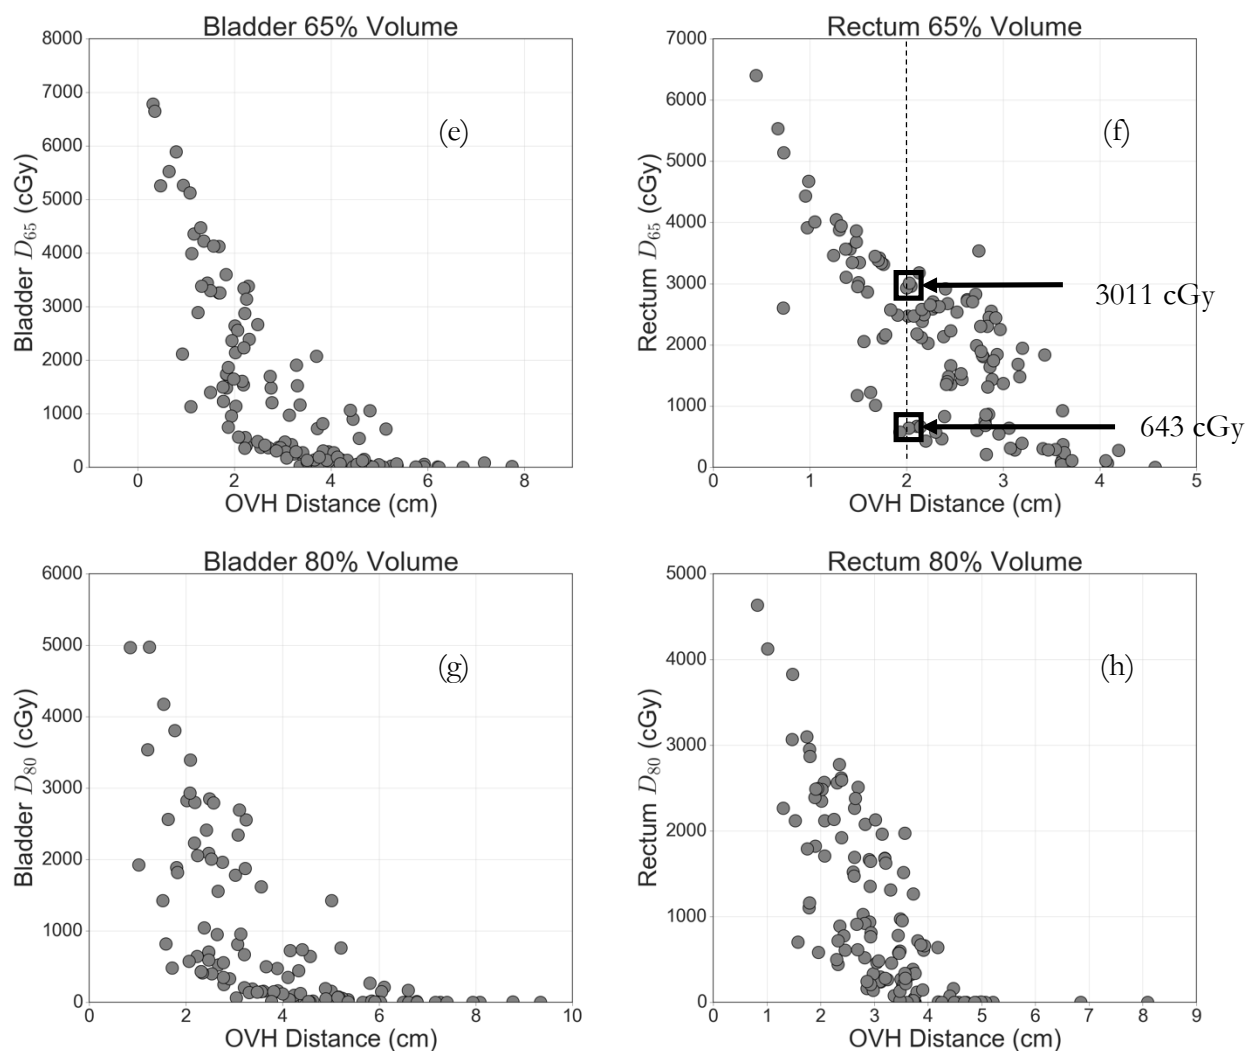 Bladder 65% Volume
8000
7000
6000
5000
4000
3000
2000
1000
0
Bladder D65 (cGy)
(e)
0 2 4 6 8
OVH Distance (cm)
Rectum 65% Volume
7000
6000
5000
4000
3000
2000
1000
0
Rectum D65 (cGy)
(f)
3011 cGy
643 cGy
0 1 2 3 4 5
OVH Distance (cm)
Bladder 80% Volume
6000
5000
4000
3000
2000
1000
0
Bladder D80 (cGy)
(g)
0 2 4 6 8 10
OVH Distance (cm)
Rectum 80% Volume
5000
4000
3000
2000
1000
0
Rectum D80 (cGy)
(h)
0 1 2 3 4 5 6 7 8 9
OVH Distance (cm)